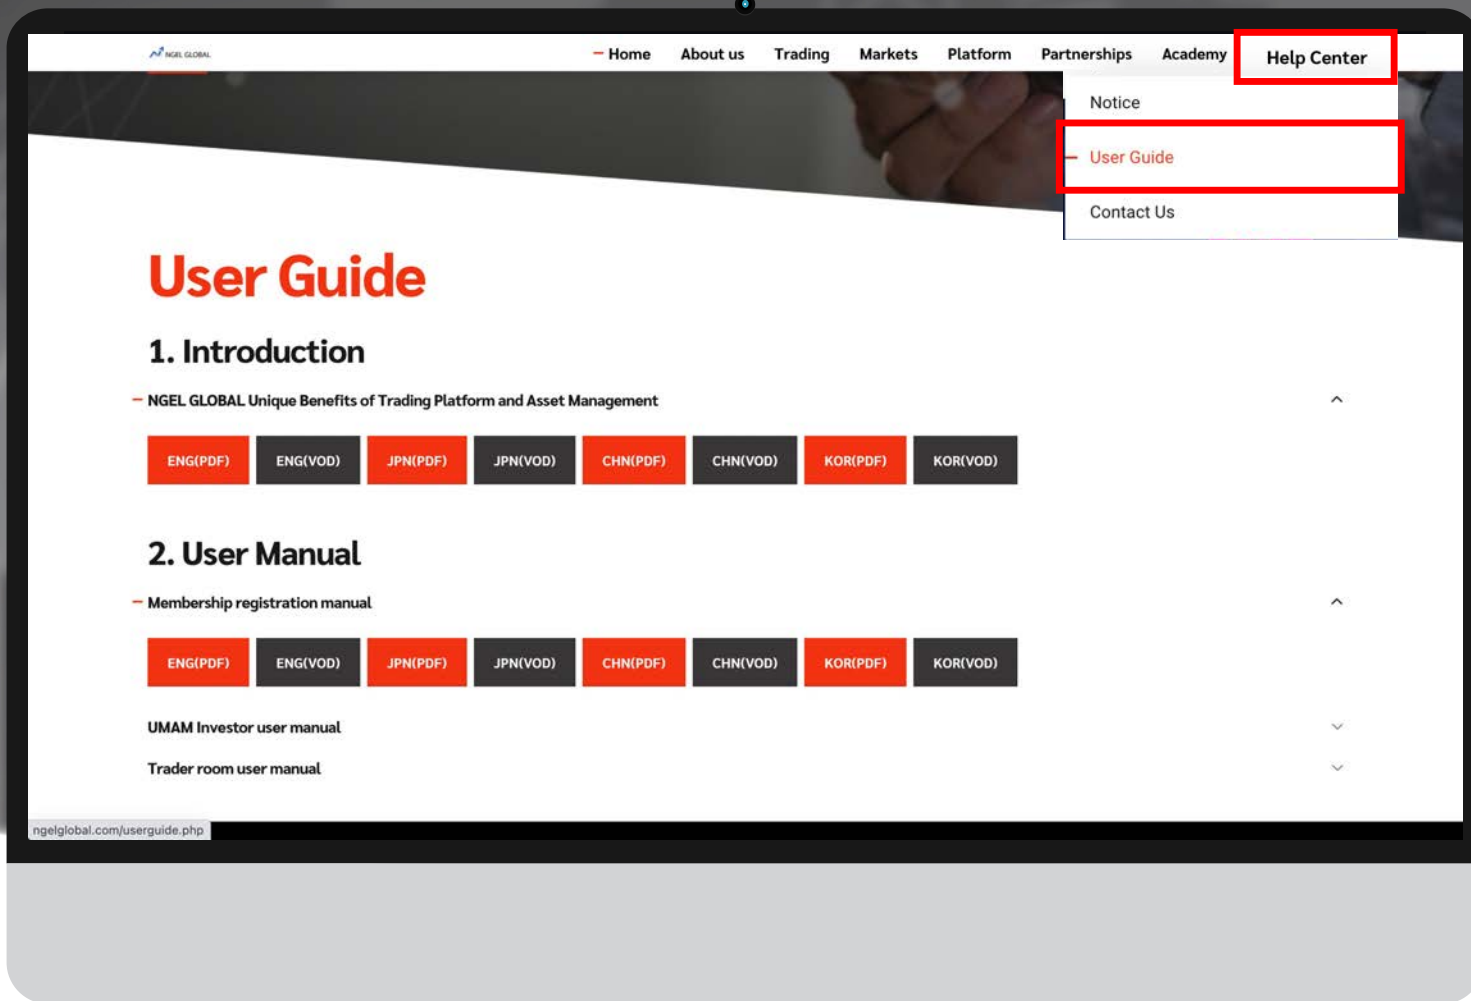 NGEL GLOBAL
Home About us Trading Markets Platform Partnerships Academy Help Center
Notice
User Guide
Contact Us
User Guide
1. Introduction
NGEL GLOBAL Unique Benefits of Trading Platform and Asset Management
ENG(PDF) ENG(VOD) JPN(PDF) JPN(VOD) CHN(PDF) CHN(VOD) KOR(PDF) KOR(VOD)
2. User Manual
Membership registration manual
ENG(PDF) ENG(VOD) JPN(PDF) JPN(VOD) CHN(PDF) CHN(VOD) KOR(PDF) KOR(VOD)
UMAM Investor user manual
Trader room user manual
ngelglobal.com/userguide.php